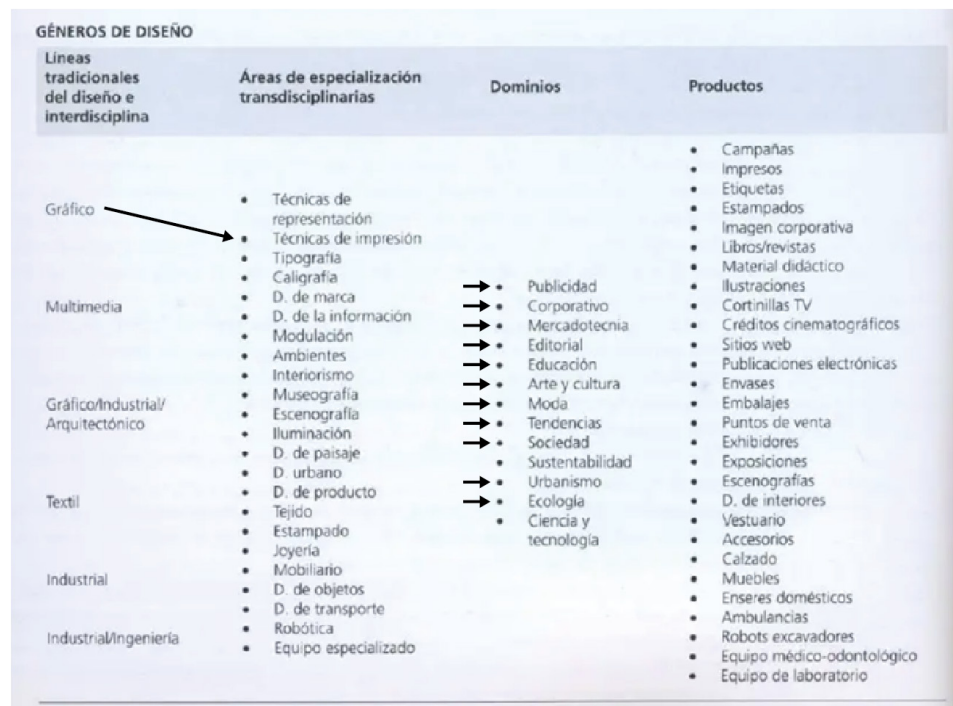 GÉNEROS DE DISEÑO
Líneas
tradicionales
del diseño e
interdisciplina
Áreas de especialización
transdisciplinarias
Dominios
Productos
Gráfico
Multimedia
Gráfico/Industrial/
Arquitectónico
Textil
Industrial
Industrial/Ingeniería
• Técnicas de
representación
• Técnicas de impresión
• Tipografía
• Caligrafía
• D. de marca
• D. de la información
• Modulación
• Ambientes
• Interiorismo
• Museografía
• Escenografía
• Iluminación
• D. de paisaje
• D. urbano
• D. de producto
• Tejido
• Estampado
• Joyería
• Mobiliario
• D. de objetos
• D. de transporte
• Robótica
• Equipo especializado
• Publicidad
• Corporativo
• Mercadotecnia
• Editorial
• Educación
• Arte y cultura
• Moda
• Tendencias
• Sociedad
• Sustentabilidad
• Urbanismo
• Ecología
• Ciencia y
tecnología
• Campañas
• Impresos
• Etiquetas
• Estampados
• Imagen corporativa
• Libros/revistas
• Material didáctico
• Ilustraciones
• Cortinillas TV
• Créditos cinematográficos
• Sitios web
• Publicaciones electrónicas
• Envases
• Embalajes
• Puntos de venta
• Exhibidores
• Exposiciones
• Escenografías
• D. de interiores
• Vestuario
• Accesorios
• Calzado
• Muebles
• Enseres domésticos
• Ambulancias
• Robots excavadores
• Equipo médico-odontológico
• Equipo de laboratorio